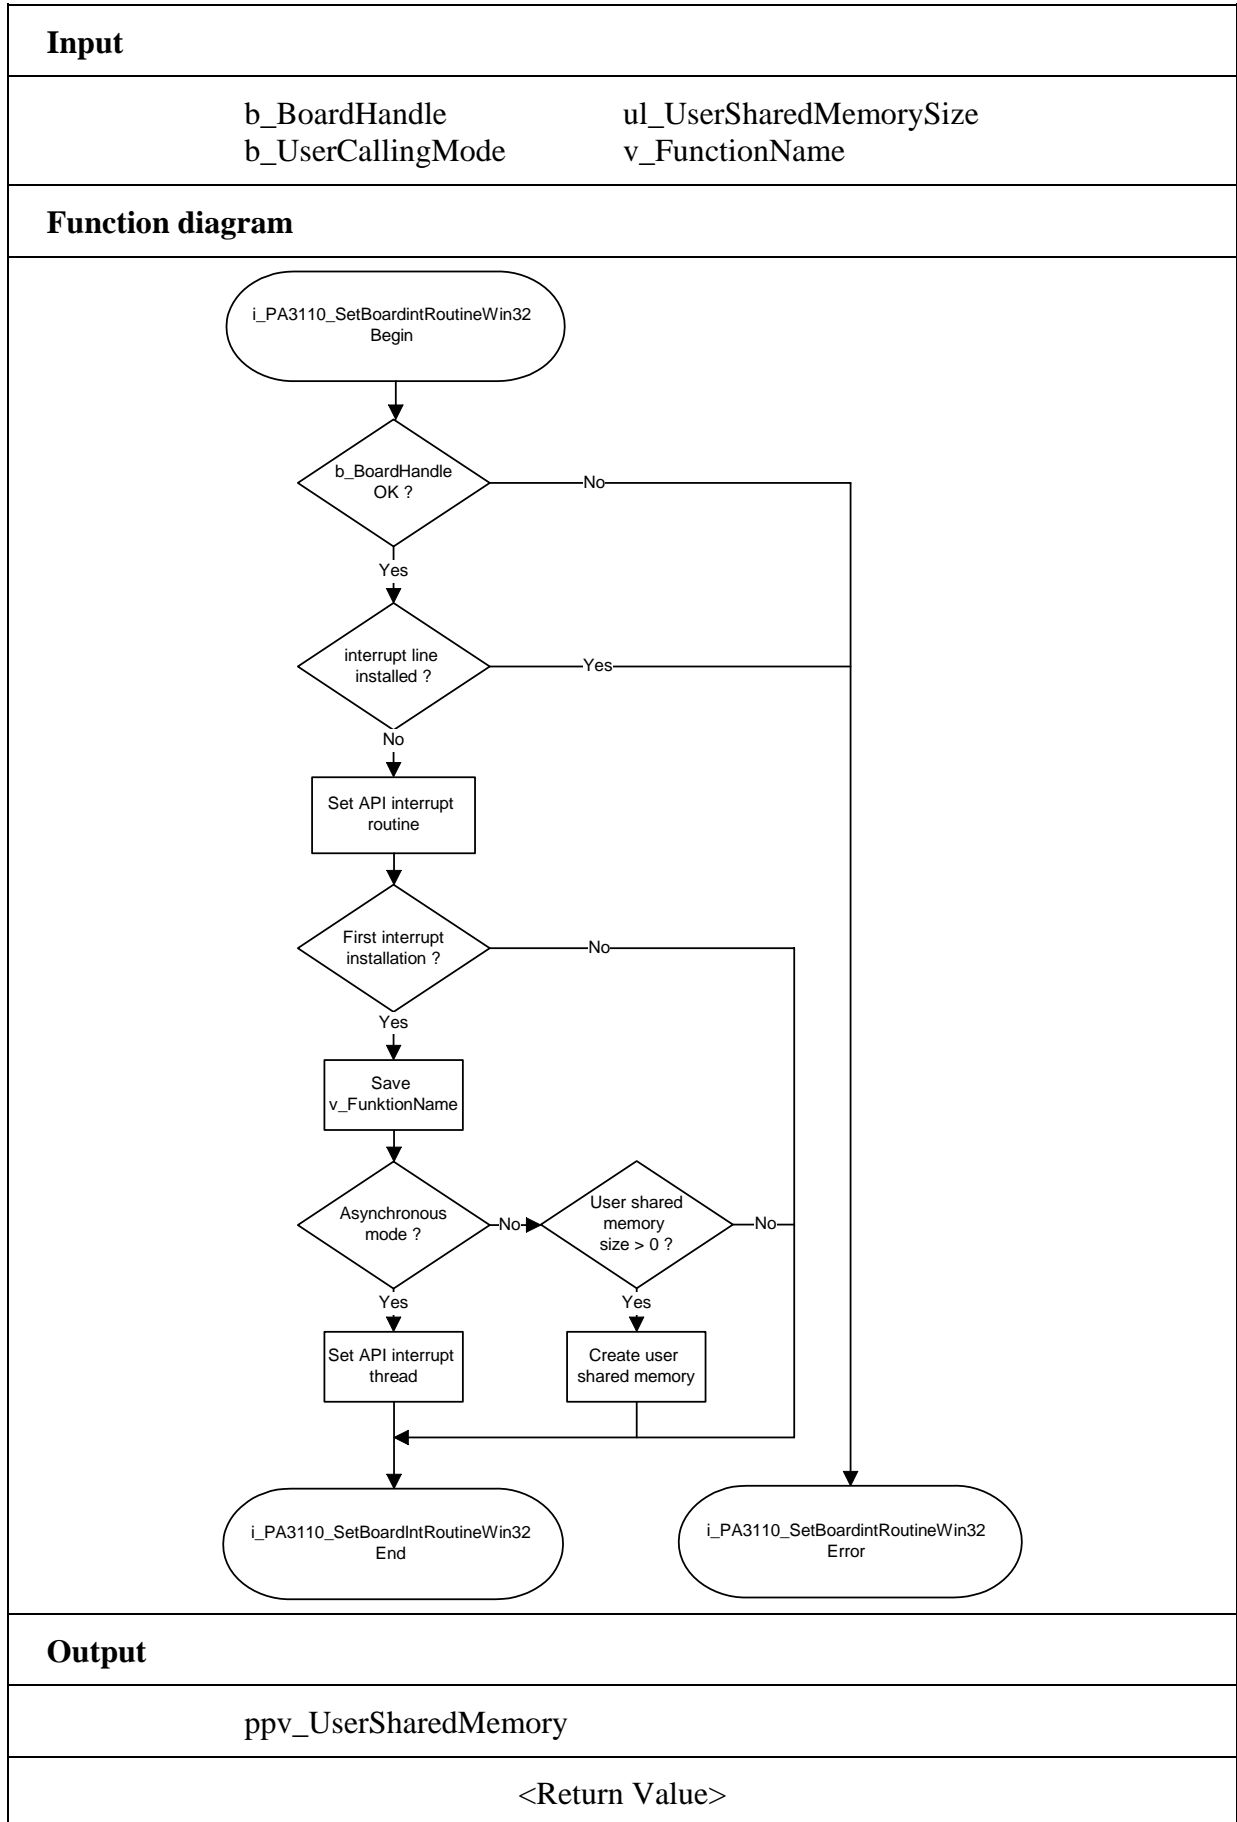 Input
b_BoardHandle ul_UserSharedMemorySize
b_UserCallingMode v_FunctionName
Function diagram
i_PA3110_SetBoardintRoutineWin32
Begin
b_BoardHandle
OK ?
No
Yes
interrupt line
installed ?
Yes
No
Set API interrupt
routine
First interrupt
installation ?
No
Yes
Save
v_FunktionName
Asynchronous
mode ?
No
User shared
memory
size > 0 ?
No
Yes
Yes
Set API interrupt
thread
Create user
shared memory
i_PA3110_SetBoardIntRoutineWin32
End
i_PA3110_SetBoardintRoutineWin32
Error
Output
ppv_UserSharedMemory
<Return Value>